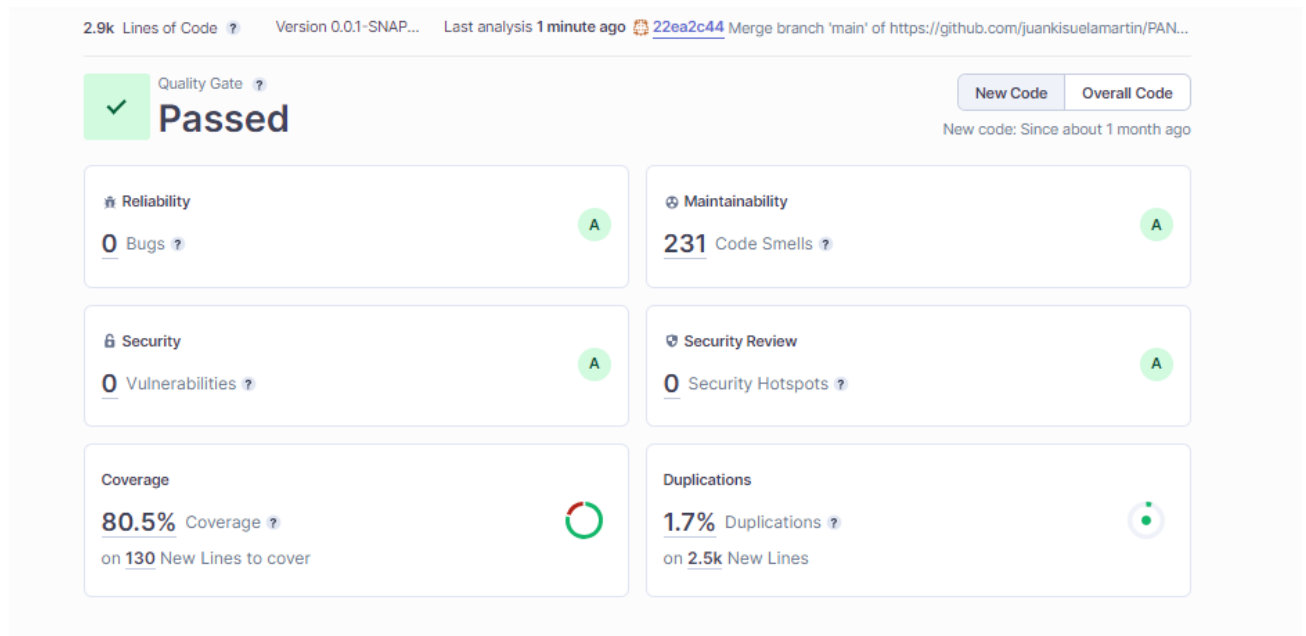 2.9k Lines of Code ? Version 0.0.1-SNAP... Last analysis 1 minute ago 22ea2c44 Merge branch 'main' of https://github.com/juankisuelamartin/PAN...
Quality Gate ?
Passed
New Code Overall Code
New code: Since about 1 month ago
Reliability
0 Bugs ?
A
Maintainability
231 Code Smells ?
A
Security
0 Vulnerabilities ?
A
Security Review
0 Security Hotspots ?
A
Coverage
80.5% Coverage ?
on 130 New Lines to cover
Duplications
1.7% Duplications ?
on 2.5k New Lines